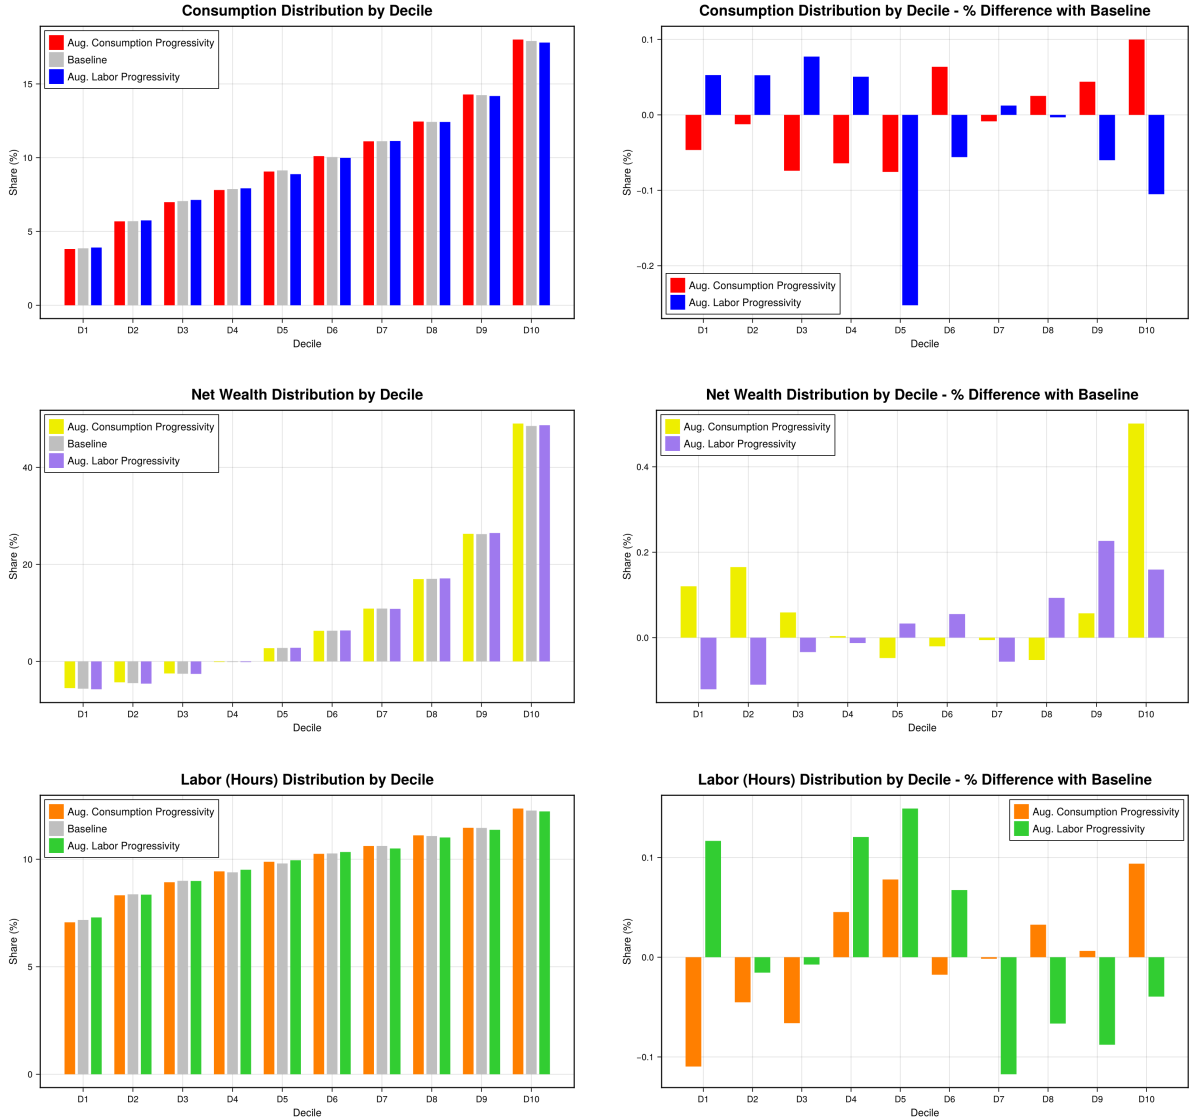 Consumption Distribution by Decile
Aug. Consumption Progressivity
Baseline
Aug. Labor Progressivity
Share (%)
15
10
5
0
D1 D2 D3 D4 D5 D6 D7 D8 D9 D10
Decile
Consumption Distribution by Decile - % Difference with Baseline
0.1
0.0
−0.1
−0.2
Share (%)
Aug. Consumption Progressivity
Aug. Labor Progressivity
D1 D2 D3 D4 D5 D6 D7 D8 D9 D10
Decile
Net Wealth Distribution by Decile
Aug. Consumption Progressivity
Baseline
Aug. Labor Progressivity
Share (%)
40
20
0
D1 D2 D3 D4 D5 D6 D7 D8 D9 D10
Decile
Net Wealth Distribution by Decile - % Difference with Baseline
Aug. Consumption Progressivity
Aug. Labor Progressivity
Share (%)
0.4
0.2
0.0
D1 D2 D3 D4 D5 D6 D7 D8 D9 D10
Decile
Labor (Hours) Distribution by Decile
Aug. Consumption Progressivity
Baseline
Aug. Labor Progressivity
Share (%)
10
5
0
D1 D2 D3 D4 D5 D6 D7 D8 D9 D10
Decile
Labor (Hours) Distribution by Decile - % Difference with Baseline
Aug. Consumption Progressivity
Aug. Labor Progressivity
Share (%)
0.1
0.0
−0.1
D1 D2 D3 D4 D5 D6 D7 D8 D9 D10
Decile